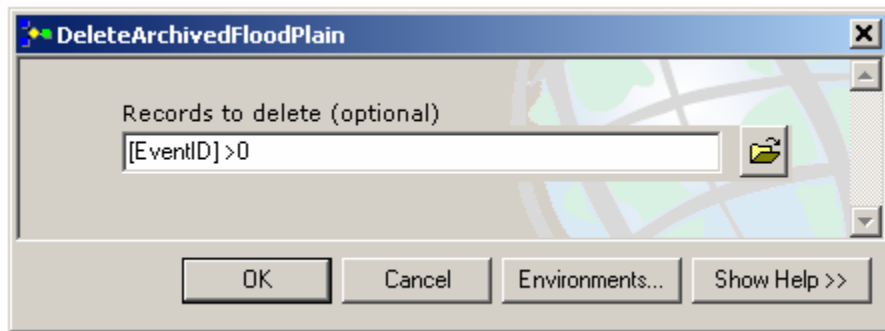 DeleteArchivedFloodPlain
Records to delete (optional)
[EventID] >0
OK Cancel Environments... Show Help >>